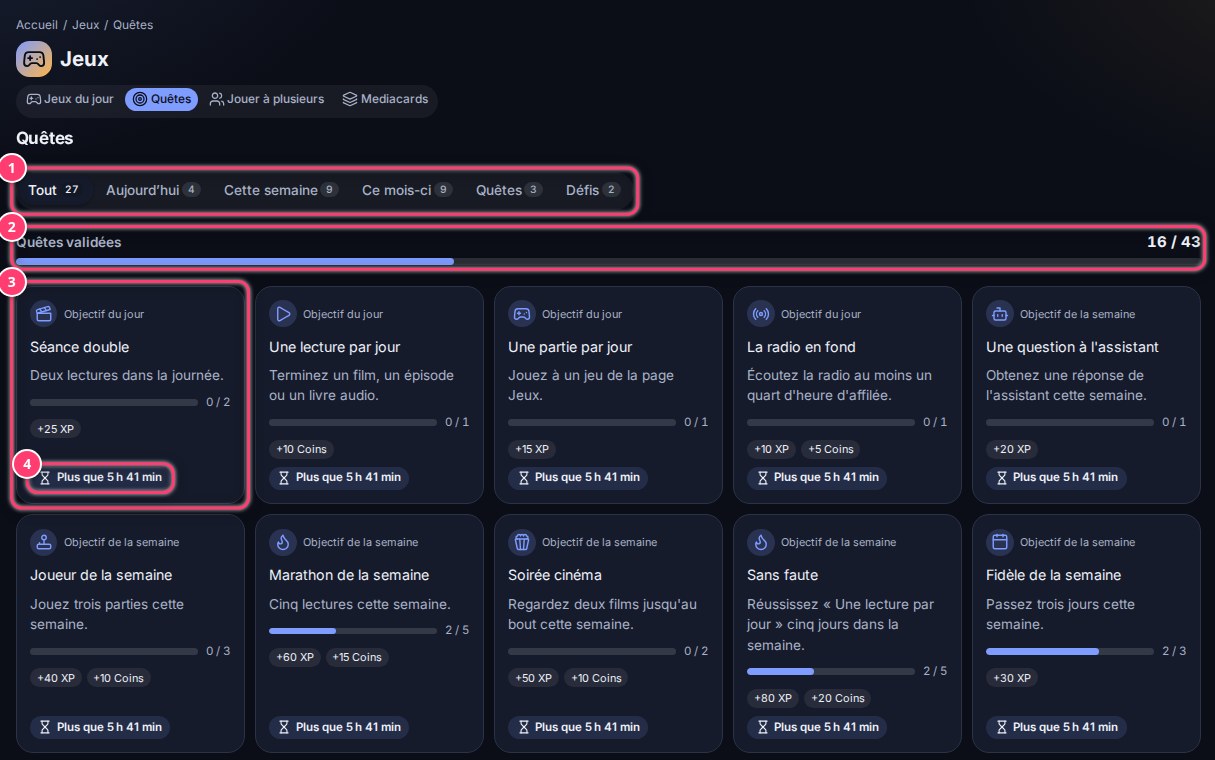 Accueil / Jeux / Quêtes
Jeux
Jeux du jour Quêtes Jouer à plusieurs Mediacards
Quêtes
1
Tout 27 Aujourd'hui 4 Cette semaine 9 Ce mois-ci 9 Quêtes 3 Défis 2
2
Quêtes validées 16 / 43
3
Objectif du jour
Séance double
Deux lectures dans la journée.
0 / 2
+25 XP
4
Plus que 5 h 41 min
Objectif du jour
Une lecture par jour
Terminez un film, un épisode
ou un livre audio.
0 / 1
+10 Coins
Plus que 5 h 41 min
Objectif du jour
Une partie par jour
Jouez à un jeu de la page
Jeux.
0 / 1
+15 XP
Plus que 5 h 41 min
Objectif du jour
La radio en fond
Écoutez la radio au moins un
quart d'heure d'affilée.
0 / 1
+10 XP +5 Coins
Plus que 5 h 41 min
Objectif de la semaine
Une question à l'assistant
Obtenez une réponse de
l'assistant cette semaine.
0 / 1
+20 XP
Plus que 5 h 41 min
Objectif de la semaine
Joueur de la semaine
Jouez trois parties cette
semaine.
0 / 3
+40 XP +10 Coins
Plus que 5 h 41 min
Objectif de la semaine
Marathon de la semaine
Cinq lectures cette semaine.
2 / 5
+60 XP +15 Coins
Plus que 5 h 41 min
Objectif de la semaine
Soirée cinéma
Regardez deux films jusqu'au
bout cette semaine.
0 / 2
+50 XP +10 Coins
Plus que 5 h 41 min
Objectif de la semaine
Sans faute
Réussissez « Une lecture par
jour » cinq jours dans la
semaine.
2 / 5
+80 XP +20 Coins
Plus que 5 h 41 min
Objectif de la semaine
Fidèle de la semaine
Passez trois jours cette
semaine.
2 / 3
+30 XP
Plus que 5 h 41 min